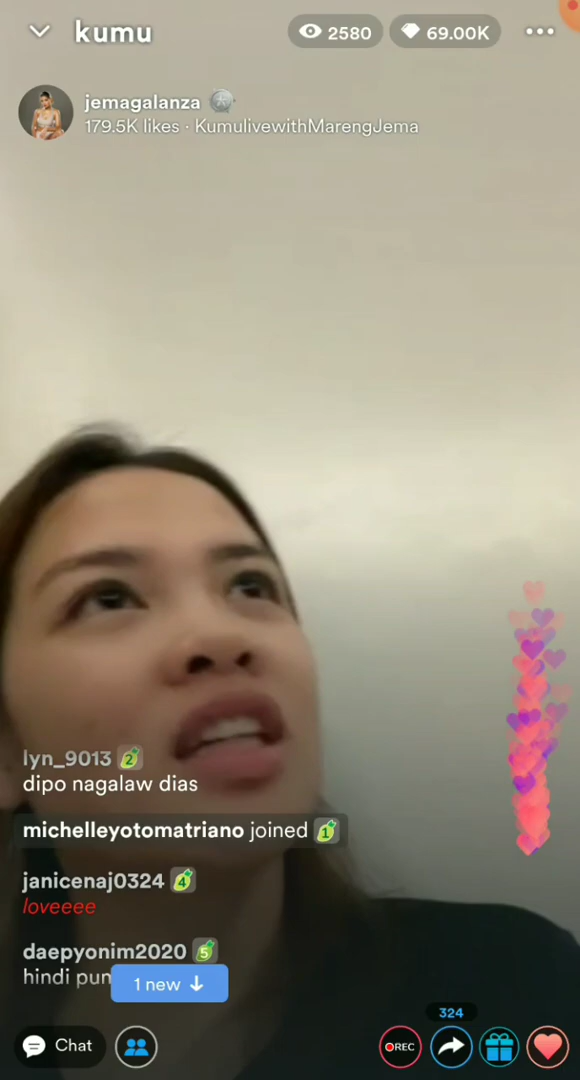 kumu
2580
69.00K
jemagalanza
179.5K likes · KumulivewithMarengJema
lyn_9013 2
dipo nagalaw dias
michelleyotomatriano joined 1
janicenaj0324 4
loveeee
daepyonim2020 5
hindi pun
1 new
324
Chat
REC